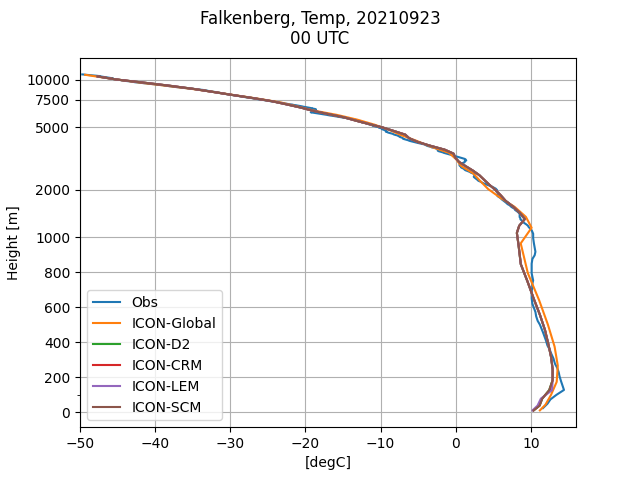 Falkenberg, Temp, 20210923
00 UTC
Height [m]
10000
7500
5000
2000
1000
800
600
400
200
0
Obs
ICON-Global
ICON-D2
ICON-CRM
ICON-LEM
ICON-SCM
−50
−40
−30
−20
−10
0
10
[degC]